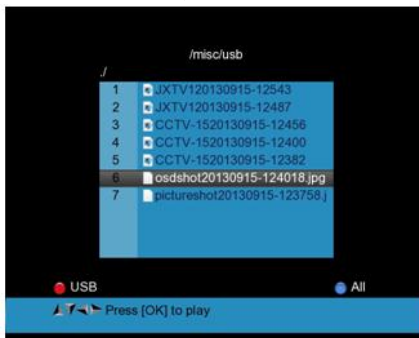 /misc/usb
./
1 JXTV120130915-12543
2 JXTV120130915-12487
3 CCTV-1520130915-12456
4 CCTV-1520130915-12400
5 CCTV-1520130915-12382
6 osdshot20130915-124018.jpg
7 pictureshot20130915-123758.j
USB All
Press [OK] to play